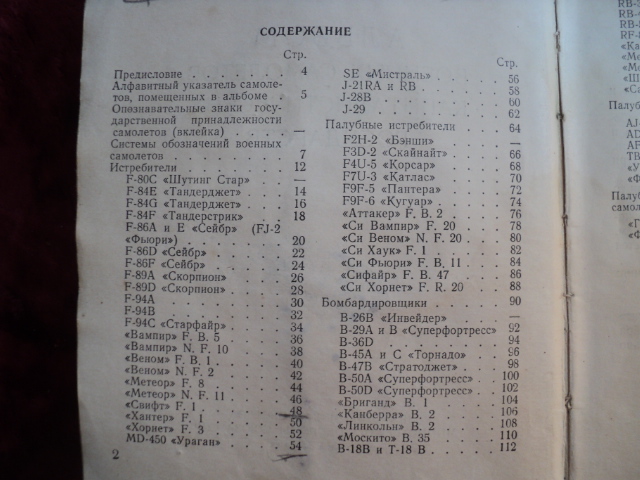 СОДЕРЖАНИЕ
Стр.
Предисловие . . . . . . . 4
Алфавитный указатель самоле-
тов, помещенных в альбоме . 5
Опознавательные знаки госу-
дарственной принадлежности
самолетов (вклейка) . . . . —
Системы обозначений военных
самолетов . . . . . . . . 7
Истребители . . . . . . . 12
F-80C «Шутинг Стар» . . . —
F-84E «Тандерджет» . . . 14
F-84G «Тандерджет» . . . 16
F-84F «Тандерстрик» . . . 18
F-86A и E «Сейбр» (FJ-2
«Фьюри») . . . . . . . 20
F-86D «Сейбр» . . . . . 22
F-86F «Сейбр» . . . . . 24
F-89A «Скорпион» . . . . 26
F-89D «Скорпион» . . . . 28
F-94A . . . . . . . . 30
F-94B . . . . . . . . 32
F-94C «Старфайр» . . . . 34
«Вампир» F. B. 5 . . . . 36
«Вампир» N. F. 10 . . . . 38
«Веном» F. B. 1 . . . . . 40
«Веном» N. F. 2 . . . . . 42
«Метеор» F. 8 . . . . . 44
«Метеор» N. F. 11 . . . . 46
«Свифт» F. 1 . . . . . . 48
«Хантер» F. 1 . . . . . 50
«Хорнет» F. 3 . . . . . 52
MD-450 «Ураган» . . . . 54
2
Стр.
SE «Мистраль» . . . . . 56
J-21RA и RB . . . . . . 58
J-28B . . . . . . . . 60
J-29 . . . . . . . . . 62
Палубные истребители . . . 64
F2H-2 «Бэнши» . . . . . —
F3D-2 «Скайнайт» . . . . 66
F4U-5 «Корсар» . . . . . 68
F7U-3 «Катлас» . . . . . 70
F9F-5 «Пантера» . . . . 72
F9F-6 «Кугуар» . . . . . 74
«Аттакер» F. B. 2 . . . . 76
«Си Вампир» F. 20 . . . . 78
«Си Веном» N. F. 20 . . . 80
«Си Хаук» F. 1 . . . . . 82
«Си Фьюри» F. B. 11 . . . 84
«Сифайр» F. B. 47 . . . . 86
«Си Хорнет» F. R. 20 . . . 88
Бомбардировщики . . . . . 90
B-26B «Инвейдер» . . . . —
B-29A и B «Суперфортресс» 92
B-36D . . . . . . . . 94
B-45A и C «Торнадо» . . . 96
B-47B «Стратоджет» . . . 98
B-50A «Суперфортресс» . . 100
B-50D «Суперфортресс» . . 102
«Бриганд» B. 1 . . . . . 104
«Канберра» B. 2 . . . . 106
«Линкольн» B. 2 . . . . 108
«Москито» B. 35 . . . . 110
B-18B и T-18 B . . . . . 112